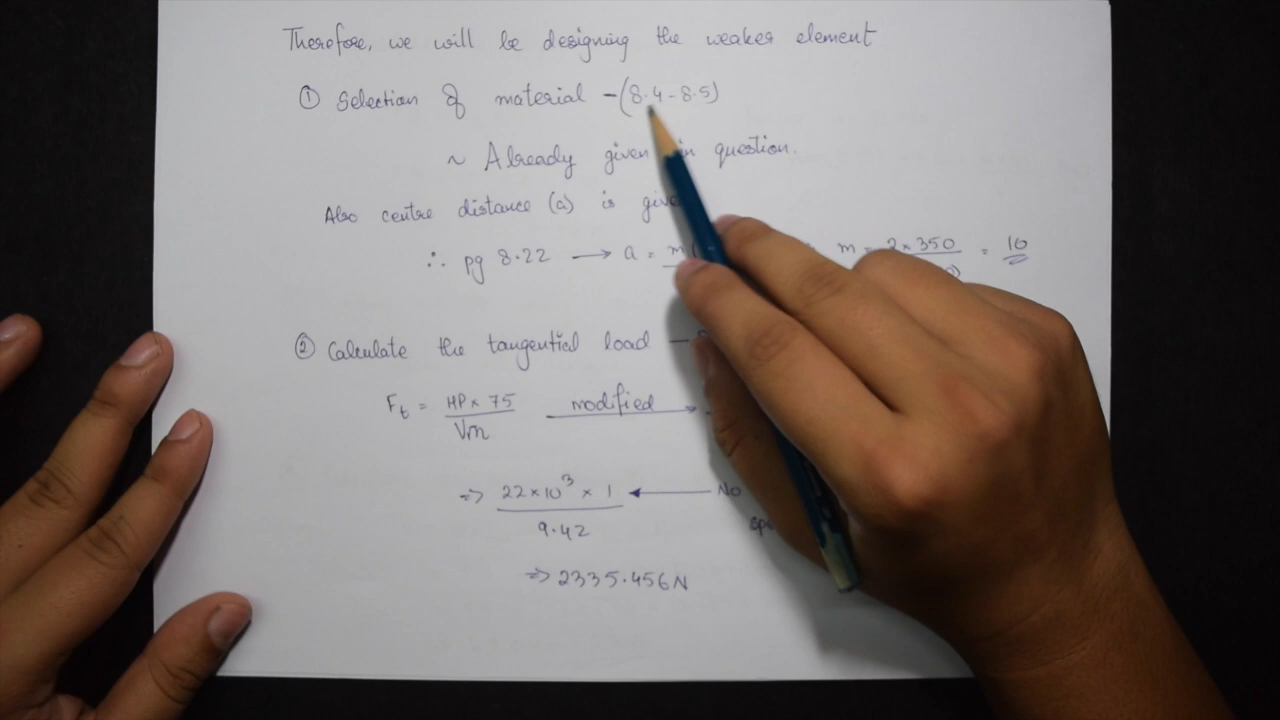 Therefore, we will be designing the weaker element
① Selection of material - (8.4 - 8.5)
~ Already given in question.
Also centre distance (a) is give
∴ pg 8.22 → a = m m = 2 × 350 = 10
② Calculate the tangential load —
Ft = HP × 75 / Vm modified →
=> 22 × 10³ × 1 / 9.42 ← No
=> 2335.456 N